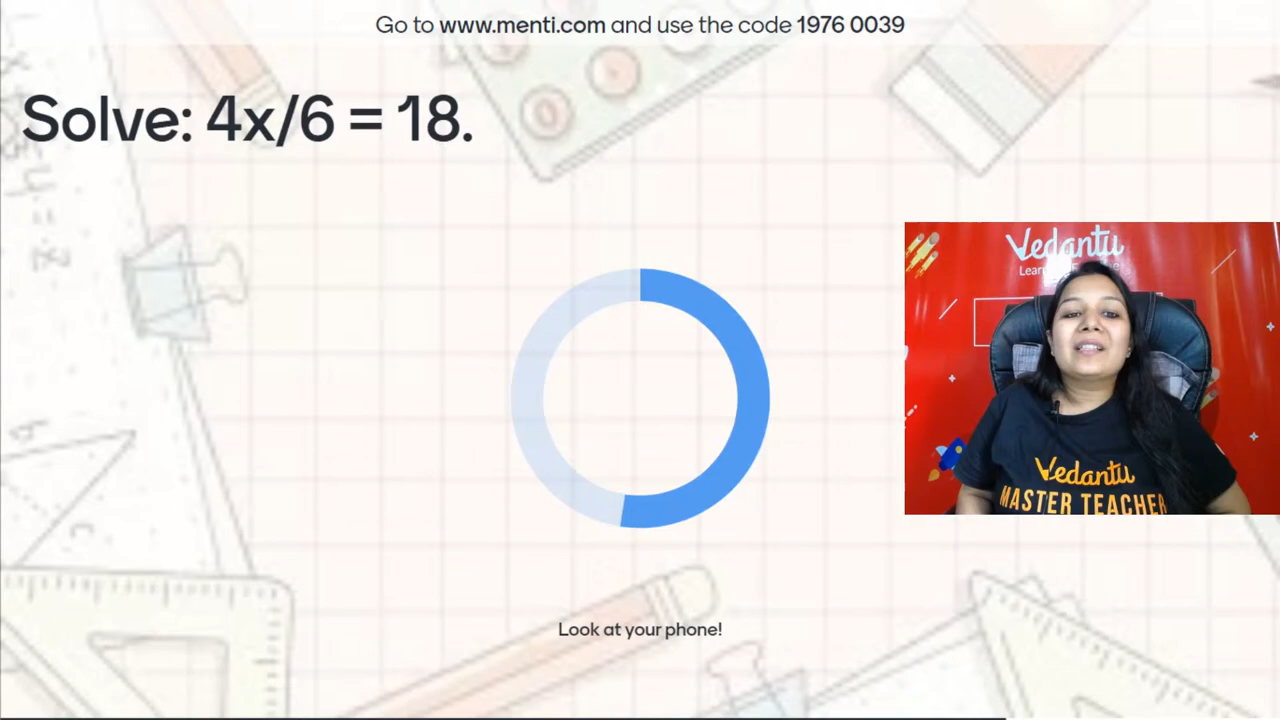 Go to www.menti.com and use the code 1976 0039
Solve: 4x/6 = 18.
Vedantu
Vedantu
MASTER TEACHER
Look at your phone!